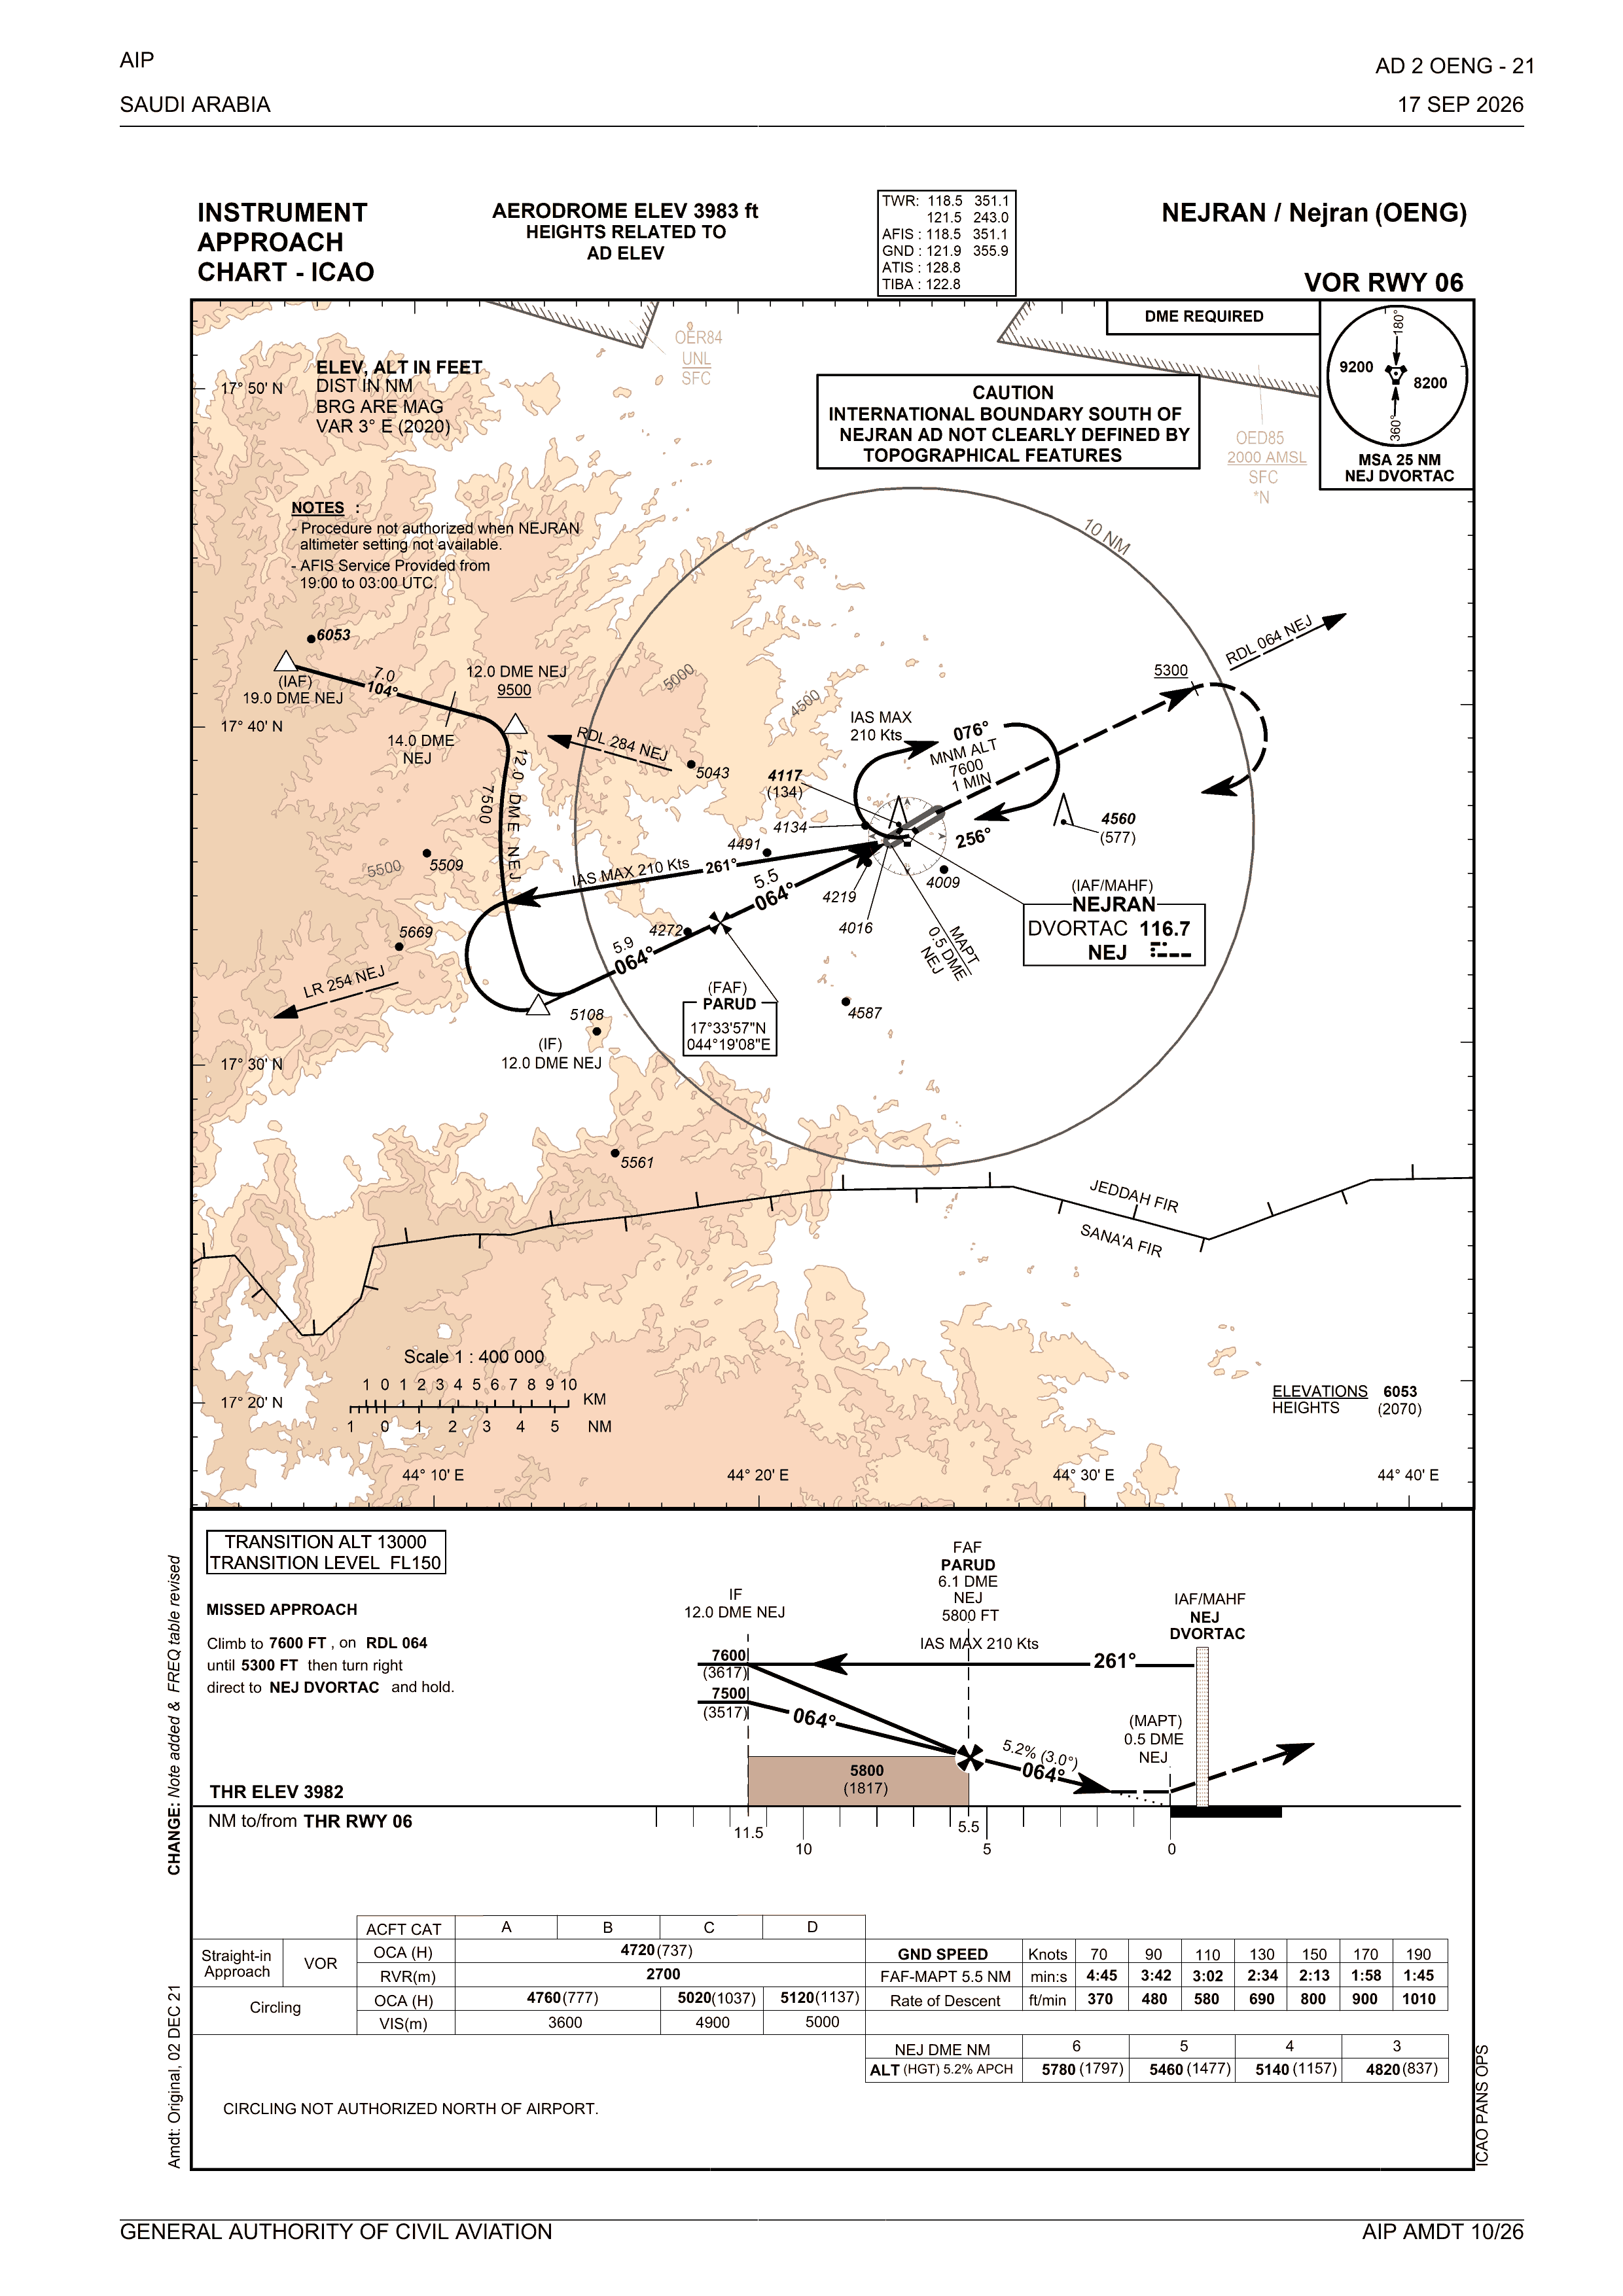 AIP
AD 2 OENG - 21
SAUDI ARABIA
17 SEP 2026
INSTRUMENT
APPROACH
CHART - ICAO
AERODROME ELEV 3983 ft
HEIGHTS RELATED TO
AD ELEV
TWR: 118.5 351.1
121.5 243.0
AFIS : 118.5 351.1
GND : 121.9 355.9
ATIS : 128.8
TIBA : 122.8
NEJRAN / Nejran (OENG)
VOR RWY 06
DME REQUIRED
180°
9200
8200
360°
MSA 25 NM
NEJ DVORTAC
OER84
UNL
SFC
ELEV, ALT IN FEET
DIST IN NM
BRG ARE MAG
VAR 3° E (2020)
17° 50' N
CAUTION
INTERNATIONAL BOUNDARY SOUTH OF
NEJRAN AD NOT CLEARLY DEFINED BY
TOPOGRAPHICAL FEATURES
OED85
2000 AMSL
SFC
*N
NOTES :
- Procedure not authorized when NEJRAN
altimeter setting not available.
- AFIS Service Provided from
19:00 to 03:00 UTC.
10 NM
6053
(IAF)
19.0 DME NEJ
7.0
104°
12.0 DME NEJ
9500
14.0 DME
NEJ
17° 40' N
5000
4500
RDL 284 NEJ
5043
RDL 064 NEJ
5300
IAS MAX
210 Kts
076°
MNM ALT
7600
1 MIN
256°
4117
(134)
4134
4491
4560
(577)
12.0 DME NEJ
7500
5509
5500
IAS MAX 210 Kts
261°
5.5
064°
4219
4016
4009
MAPT
0.5 DME
NEJ
(IAF/MAHF)
NEJRAN
DVORTAC 116.7
NEJ
5669
LR 254 NEJ
4272
5.9
064°
(FAF)
PARUD
17°33'57"N
044°19'08"E
4587
5108
(IF)
12.0 DME NEJ
17° 30' N
5561
JEDDAH FIR
SANA'A FIR
Scale 1 : 400 000
1 0 1 2 3 4 5 6 7 8 9 10
KM
1 0 1 2 3 4 5 NM
17° 20' N
ELEVATIONS 6053
HEIGHTS (2070)
44° 10' E
44° 20' E
44° 30' E
44° 40' E
TRANSITION ALT 13000
TRANSITION LEVEL FL150
MISSED APPROACH
Climb to 7600 FT , on RDL 064
until 5300 FT then turn right
direct to NEJ DVORTAC and hold.
IF
12.0 DME NEJ
FAF
PARUD
6.1 DME
NEJ
5800 FT
IAF/MAHF
NEJ
DVORTAC
IAS MAX 210 Kts
261°
7600
(3617)
7500
(3517)
064°
5.2% (3.0°)
064°
(MAPT)
0.5 DME
NEJ
5800
(1817)
THR ELEV 3982
NM to/from THR RWY 06
11.5
10
5.5
5
0
CHANGE: Note added & FREQ table revised
Amdt: Original, 02 DEC 21
ICAO PANS OPS
ACFT CAT A B C D
Straight-in
Approach
VOR
OCA (H) 4720(737)
RVR(m) 2700
Circling
OCA (H) 4760(777) 5020(1037) 5120(1137)
VIS(m) 3600 4900 5000
GND SPEED Knots 70 90 110 130 150 170 190
FAF-MAPT 5.5 NM min:s 4:45 3:42 3:02 2:34 2:13 1:58 1:45
Rate of Descent ft/min 370 480 580 690 800 900 1010
NEJ DME NM 6 5 4 3
ALT (HGT) 5.2% APCH 5780 (1797) 5460 (1477) 5140 (1157) 4820 (837)
CIRCLING NOT AUTHORIZED NORTH OF AIRPORT.
GENERAL AUTHORITY OF CIVIL AVIATION
AIP AMDT 10/26